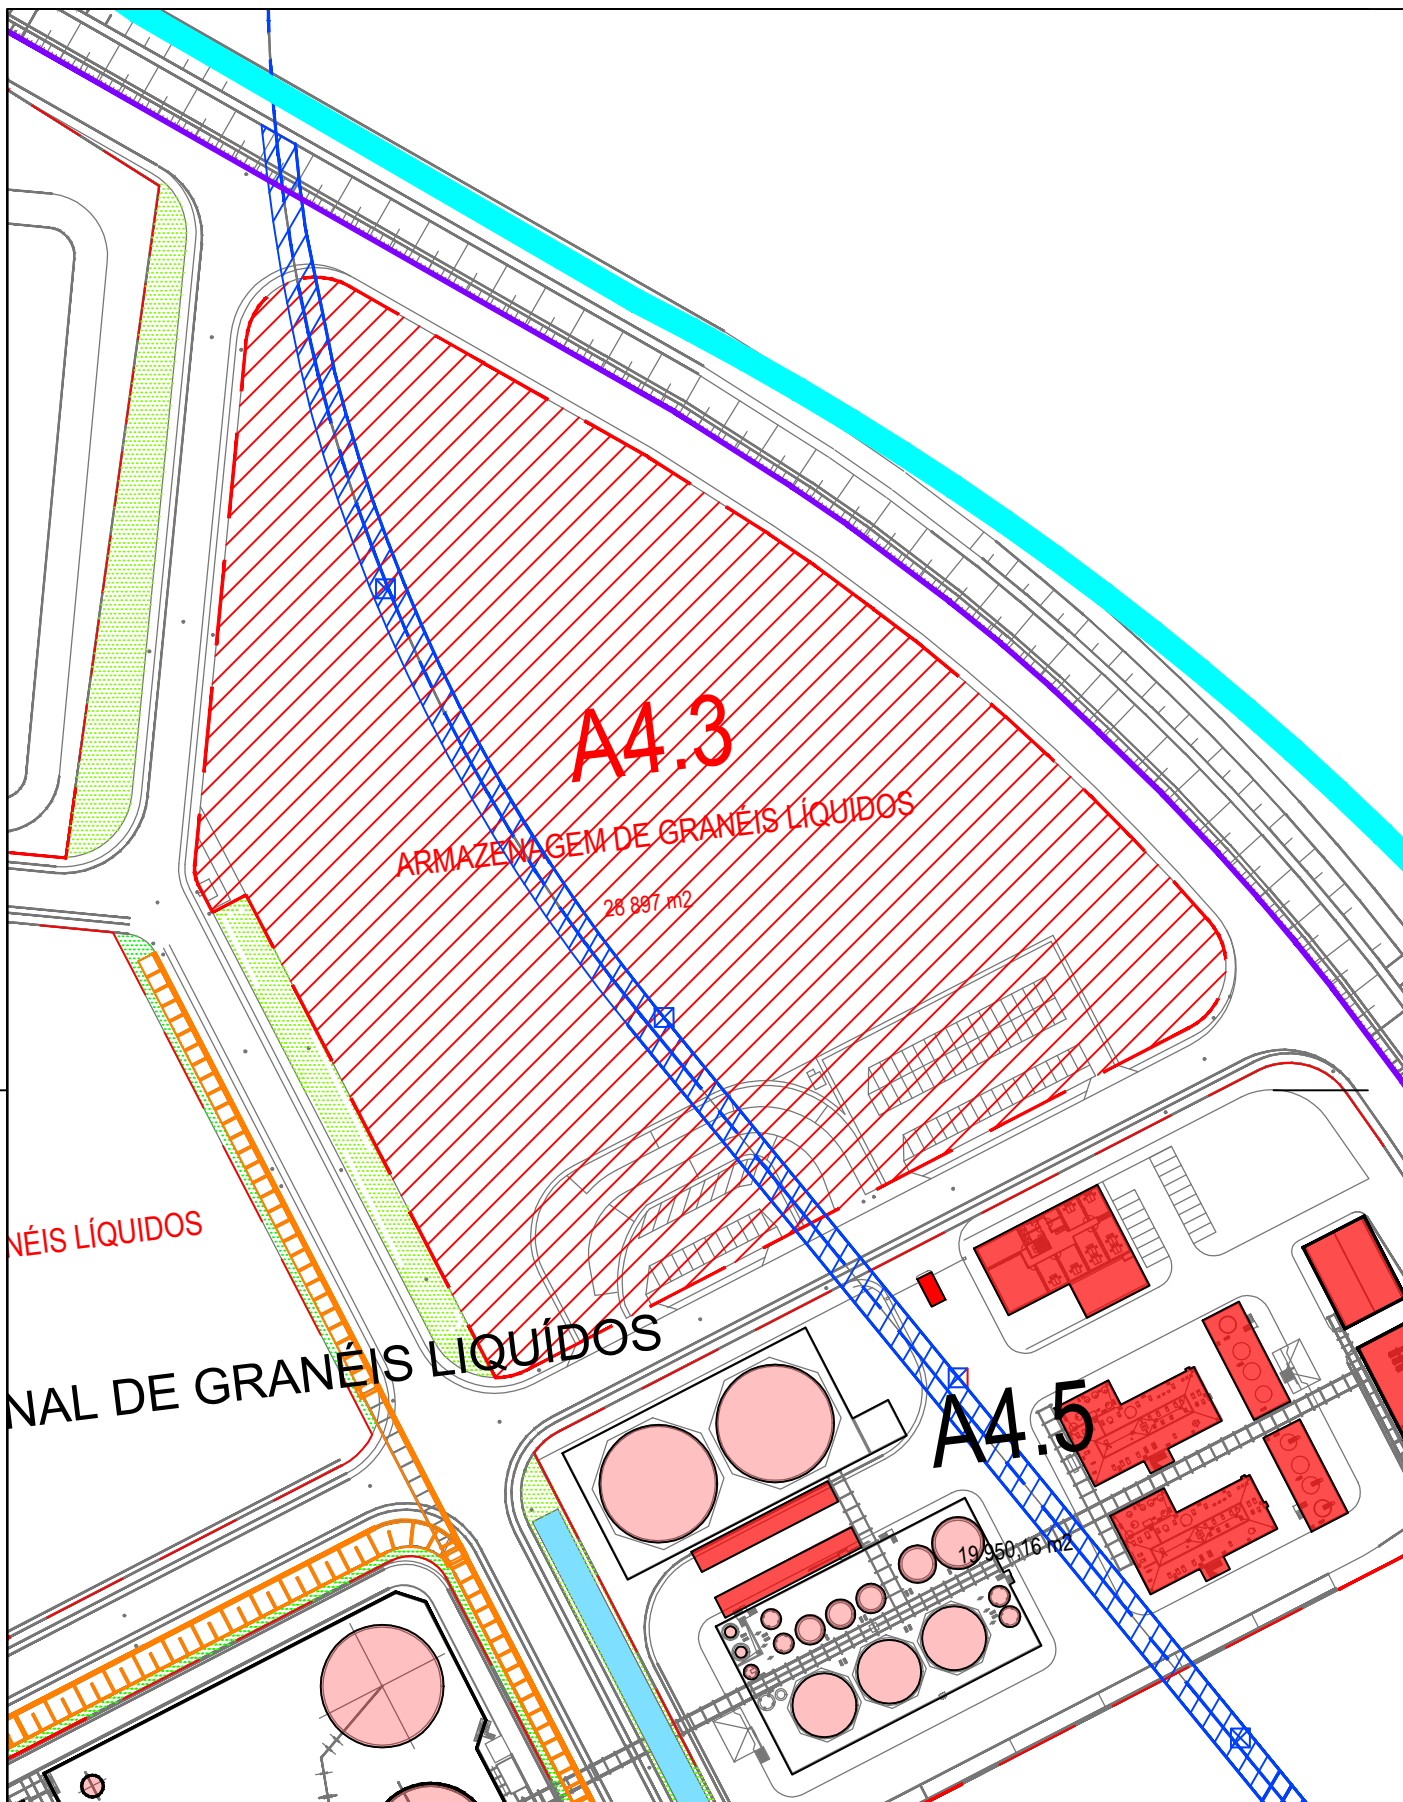 A4.3
ARMAZENAGEM DE GRANÉIS LÍQUIDOS
28 897 m2
NÉIS LÍQUIDOS
NAL DE GRANÉIS LIQUÍDOS
A4.5
19 950,16 m2